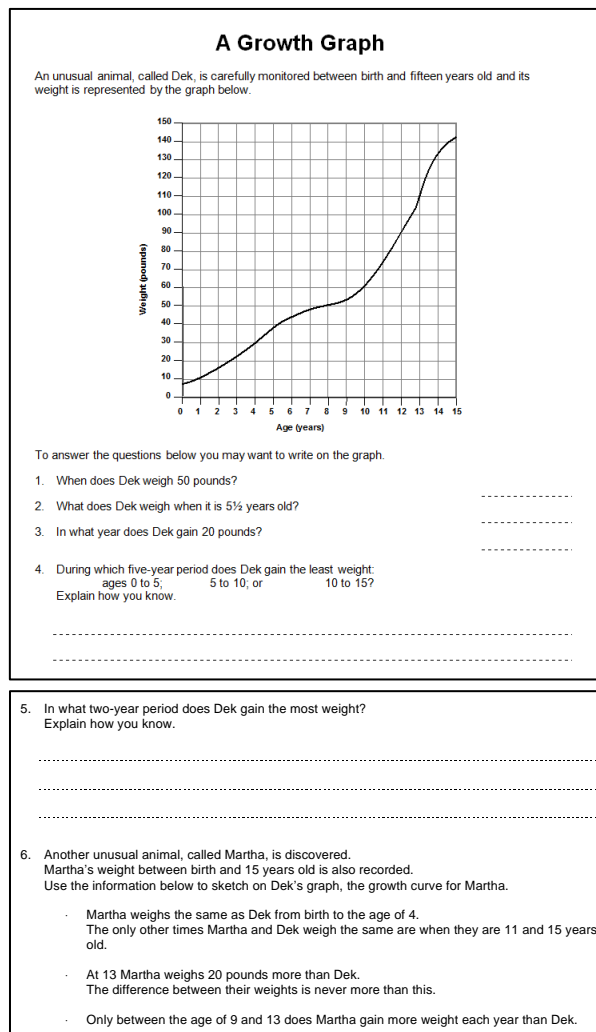 A Growth Graph
An unusual animal, called Dek, is carefully monitored between birth and fifteen years old and its
weight is represented by the graph below.
150
140
130
120
110
100
90
80
70
60
50
40
30
20
10
0
Weight (pounds)
0 1 2 3 4 5 6 7 8 9 10 11 12 13 14 15
Age (years)
To answer the questions below you may want to write on the graph.
1. When does Dek weigh 50 pounds?
2. What does Dek weigh when it is 5½ years old?
3. In what year does Dek gain 20 pounds?
4. During which five-year period does Dek gain the least weight:
ages 0 to 5; 5 to 10; or 10 to 15?
Explain how you know.
5. In what two-year period does Dek gain the most weight?
Explain how you know.
6. Another unusual animal, called Martha, is discovered.
Martha's weight between birth and 15 years old is also recorded.
Use the information below to sketch on Dek's graph, the growth curve for Martha.
· Martha weighs the same as Dek from birth to the age of 4.
The only other times Martha and Dek weigh the same are when they are 11 and 15 years
old.
· At 13 Martha weighs 20 pounds more than Dek.
The difference between their weights is never more than this.
· Only between the age of 9 and 13 does Martha gain more weight each year than Dek.